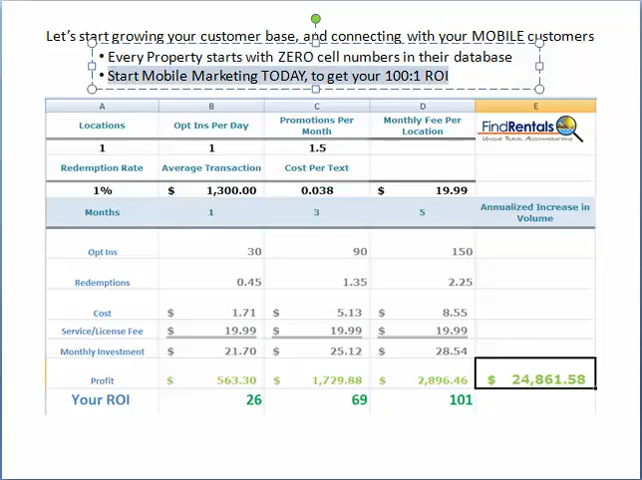 Let's start growing your customer base, and connecting with your MOBILE customers
• Every Property starts with ZERO cell numbers in their database
• Start Mobile Marketing TODAY, to get your 100:1 ROI
A B C D E
Locations Opt Ins Per Day Promotions Per Month Monthly Fee Per Location FindRentals
UNIQUE TRAVEL ACCOMMODATIONS
1 1 1.5
Redemption Rate Average Transaction Cost Per Text
1% $ 1,300.00 0.038 $ 19.99
Months 1 3 5 Annualized Increase in Volume
Opt Ins 30 90 150
Redemptions 0.45 1.35 2.25
Cost $ 1.71 $ 5.13 $ 8.55
Service/License Fee $ 19.99 $ 19.99 $ 19.99
Monthly Investment $ 21.70 $ 25.12 $ 28.54
Profit $ 563.30 $ 1,729.88 $ 2,896.46 $ 24,861.58
Your ROI 26 69 101